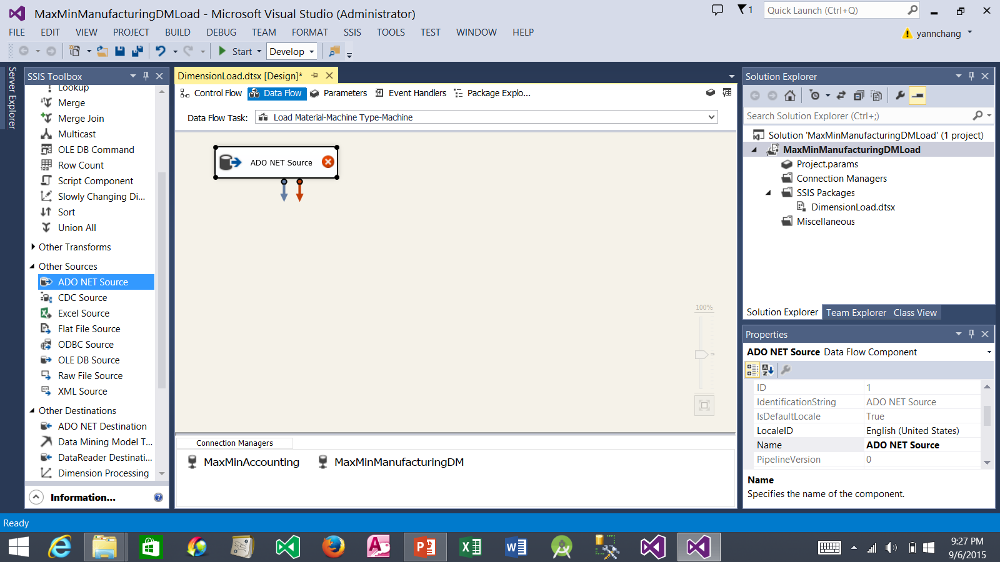 MaxMinManufacturingDMLoad - Microsoft Visual Studio (Administrator)
1
Quick Launch (Ctrl+Q)
FILE EDIT VIEW PROJECT BUILD DEBUG TEAM FORMAT SSIS TOOLS TEST WINDOW HELP
yannchang
Start
Develop
Server Explorer
SSIS Toolbox
Lookup
Merge
Merge Join
Multicast
OLE DB Command
Row Count
Script Component
Slowly Changing Di...
Sort
Union All
Other Transforms
Other Sources
ADO NET Source
CDC Source
Excel Source
Flat File Source
ODBC Source
OLE DB Source
Raw File Source
XML Source
Other Destinations
ADO NET Destination
Data Mining Model T...
DataReader Destinati...
Dimension Processing
Information...
DimensionLoad.dtsx [Design]*
Control Flow Data Flow Parameters Event Handlers Package Explo...
Data Flow Task: Load Material-Machine Type-Machine
ADO NET Source
100%
Connection Managers
MaxMinAccounting MaxMinManufacturingDM
Solution Explorer
Search Solution Explorer (Ctrl+;)
Solution 'MaxMinManufacturingDMLoad' (1 project)
MaxMinManufacturingDMLoad
Project.params
Connection Managers
SSIS Packages
DimensionLoad.dtsx
Miscellaneous
Solution Explorer Team Explorer Class View
Properties
ADO NET Source Data Flow Component
ID 1
IdentificationString ADO NET Source
IsDefaultLocale True
LocaleID English (United States)
Name ADO NET Source
PipelineVersion 0
Name
Specifies the name of the component.
Ready
9:27 PM
9/6/2015